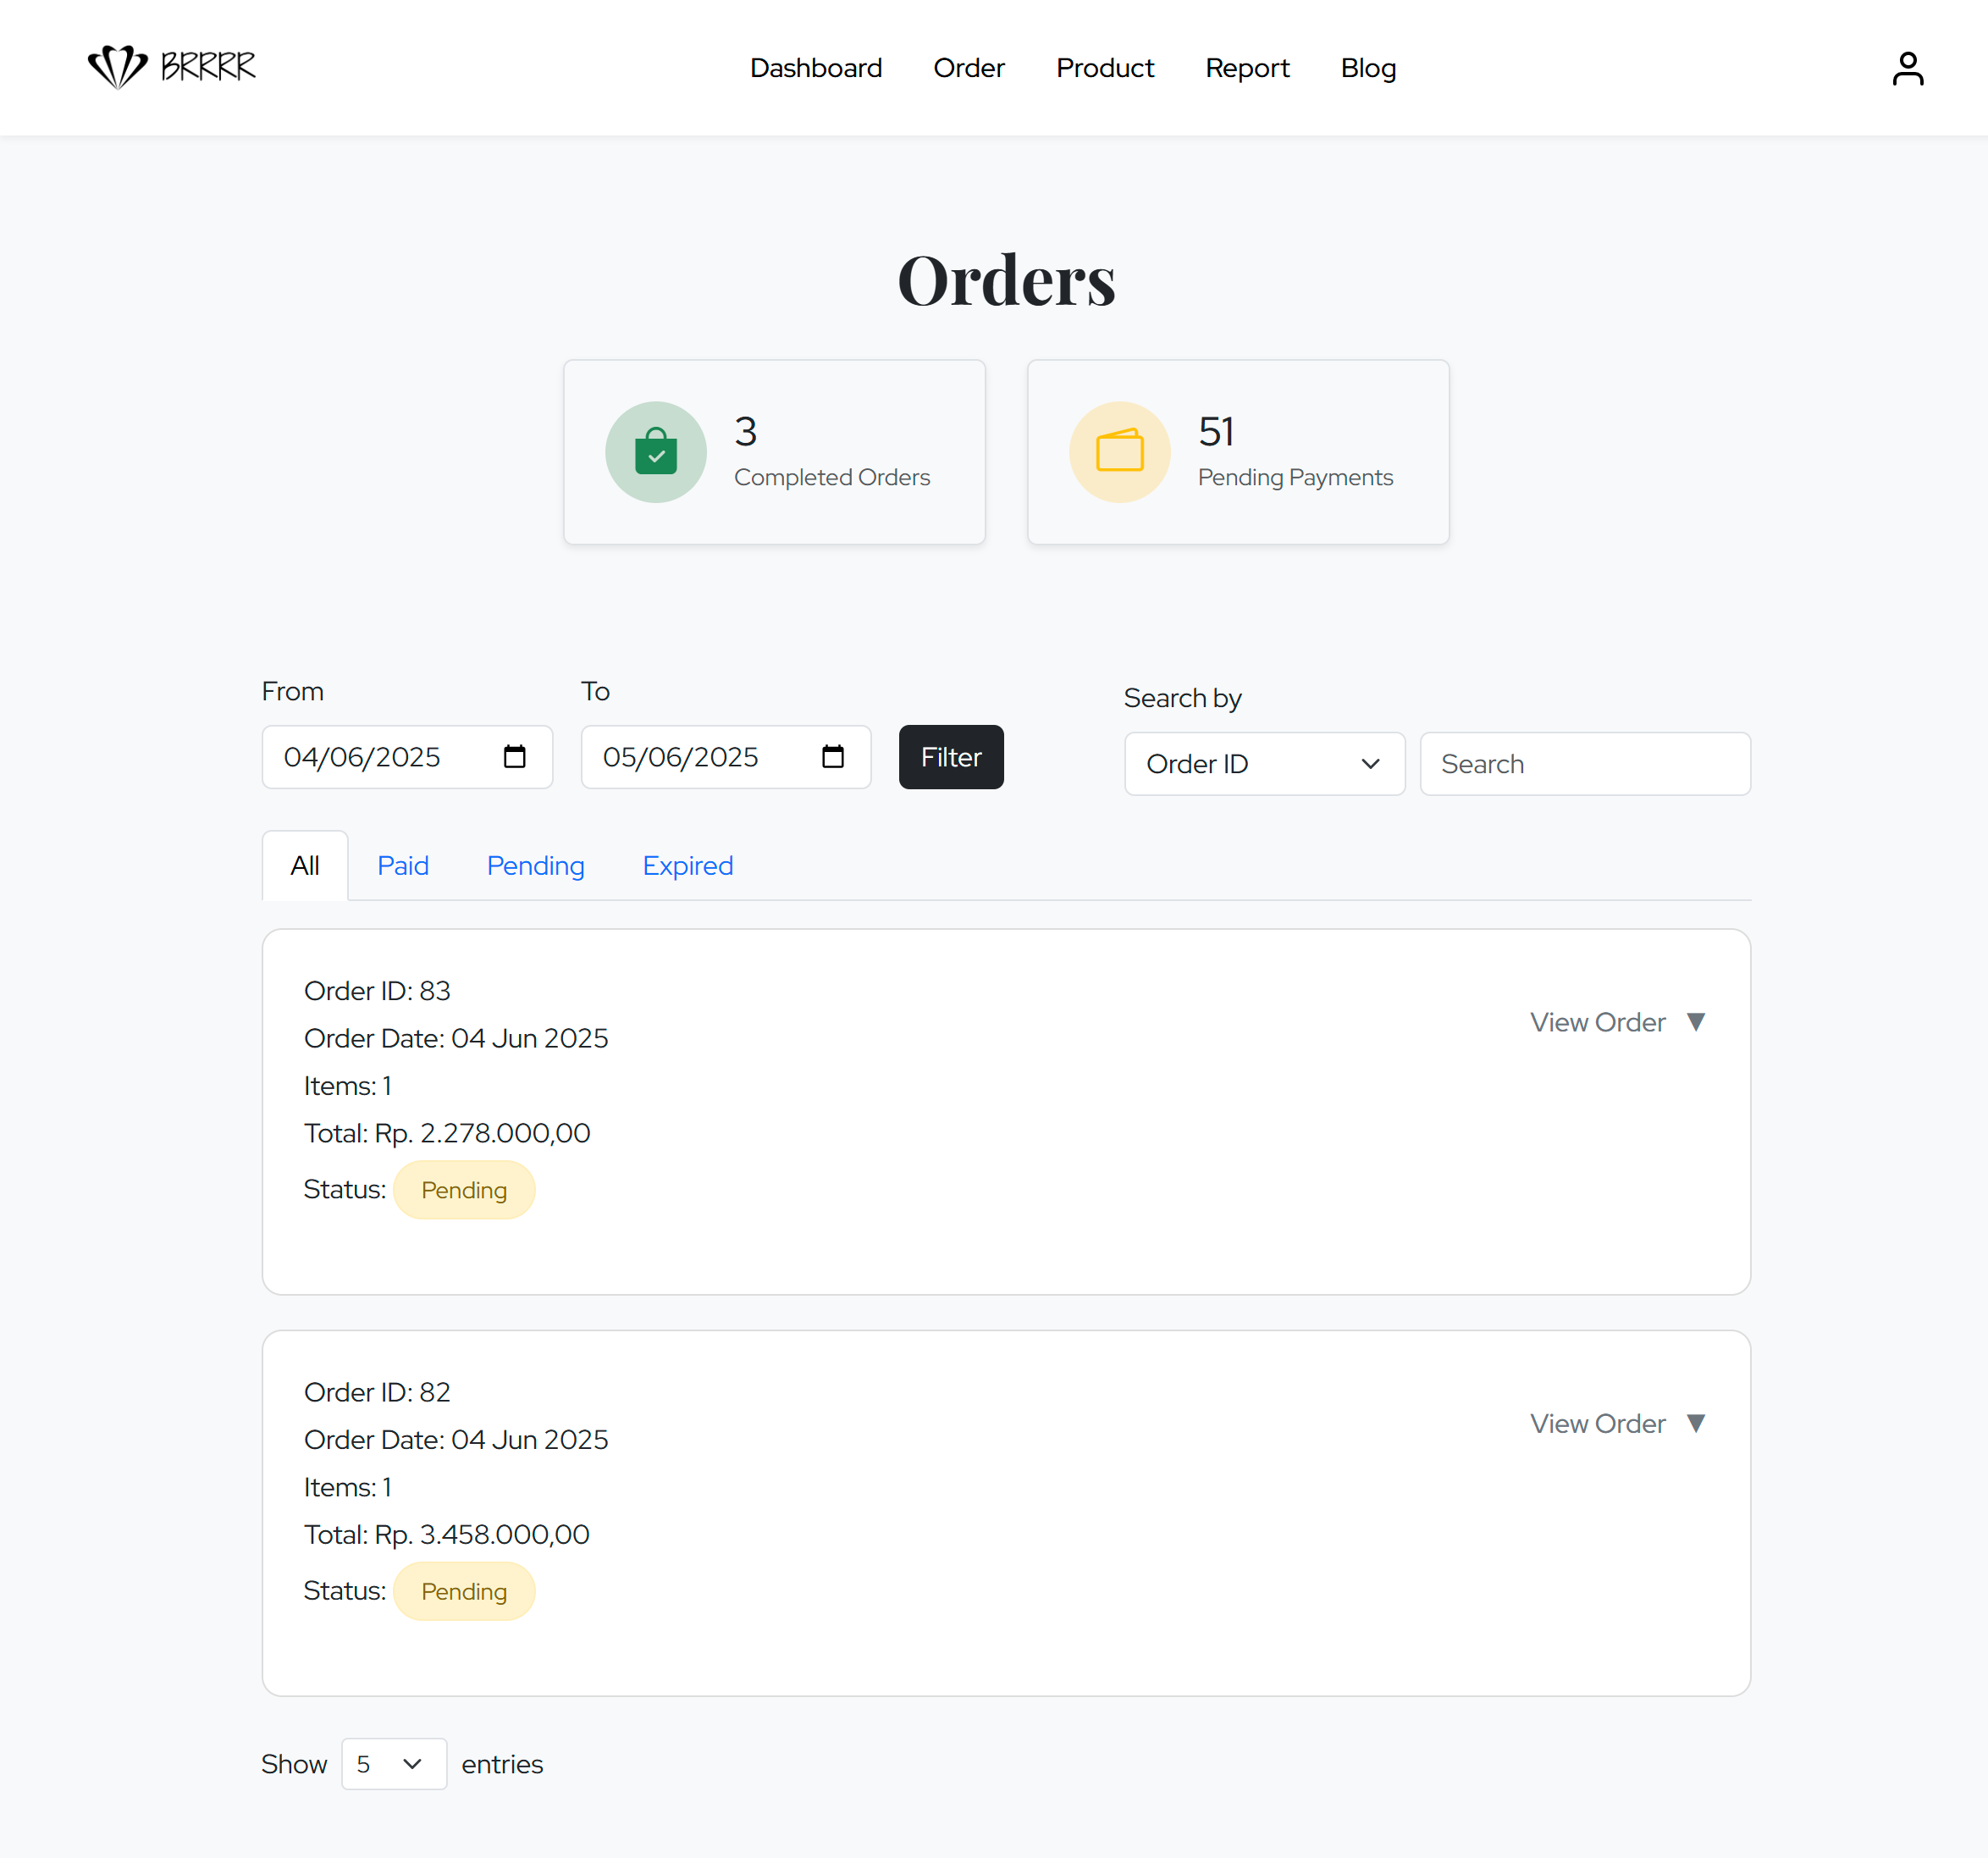 BRRRR
Dashboard Order Product Report Blog
Orders
3
Completed Orders
51
Pending Payments
From
To
04/06/2025
05/06/2025
Filter
Search by
Order ID
Search
All Paid Pending Expired
Order ID: 83
Order Date: 04 Jun 2025
Items: 1
Total: Rp. 2.278.000,00
Status: Pending
View Order ▼
Order ID: 82
Order Date: 04 Jun 2025
Items: 1
Total: Rp. 3.458.000,00
Status: Pending
View Order ▼
Show 5 entries